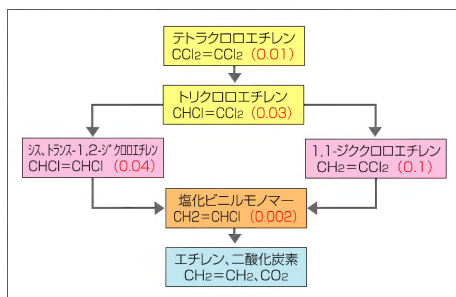 テトラクロロエチレン
CCl₂=CCl₂（0.01）
トリクロロエチレン
CHCl=CCl₂（0.03）
ｼｽ、ﾄﾗﾝｽ-1,2-ｼﾞｸﾛﾛｴﾁﾚﾝ
CHCl=CHCl（0.04）
1,1-ジククロロエチレン
CH₂=CCl₂（0.1）
塩化ビニルモノマー
CH2=CHCl（0.002）
エチレン、二酸化炭素
CH₂=CH₂,CO₂